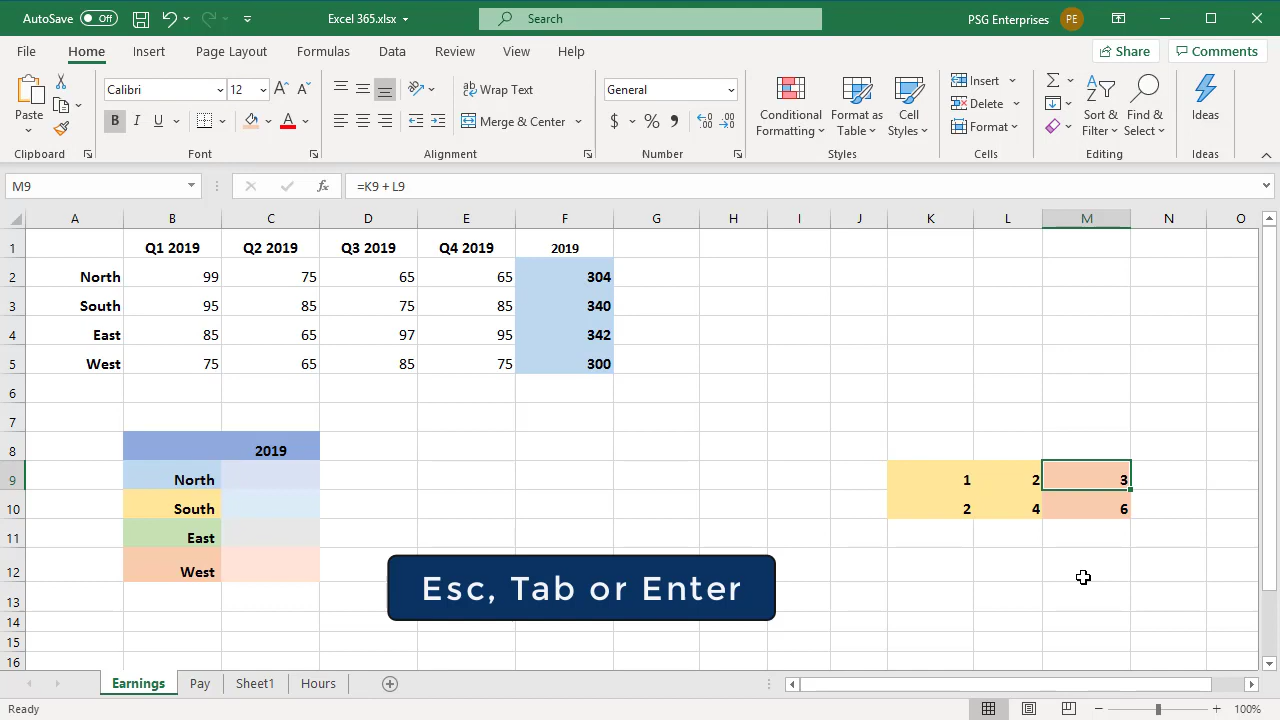 AutoSave Off Excel 365.xlsx Search PSG Enterprises PE
File Home Insert Page Layout Formulas Data Review View Help Share Comments
Paste Calibri 12 Wrap Text General Conditional Formatting Format as Table Cell Styles Insert Sort & Filter Find & Select Ideas
Delete
B I U Merge & Center $ % Format
Clipboard Font Alignment Number Styles Cells Editing Ideas
M9 fx =K9 + L9
A B C D E F G H I J K L M N O
1 Q1 2019 Q2 2019 Q3 2019 Q4 2019 2019
2 North 99 75 65 65 304
3 South 95 85 75 85 340
4 East 85 65 97 95 342
5 West 75 65 85 75 300
6
7
8 2019
9 North 1 2 3
10 South 2 4 6
11 East
12 West
Esc, Tab or Enter
13
14
15
16
Earnings Pay Sheet1 Hours
Ready 100%